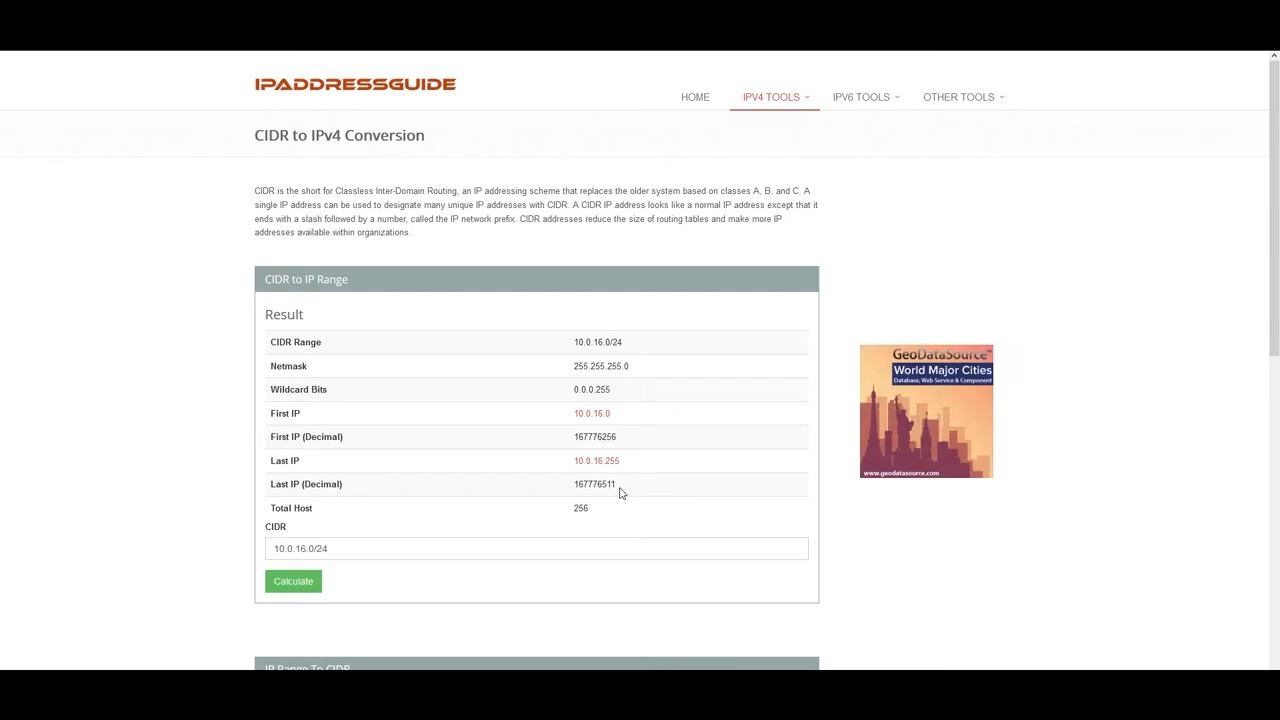 IPADDRESSGUIDE
HOME IPV4 TOOLS IPV6 TOOLS OTHER TOOLS
CIDR to IPv4 Conversion
CIDR is the short for Classless Inter-Domain Routing, an IP addressing scheme that replaces the older system based on classes A, B, and C. A
single IP address can be used to designate many unique IP addresses with CIDR. A CIDR IP address looks like a normal IP address except that it
ends with a slash followed by a number, called the IP network prefix. CIDR addresses reduce the size of routing tables and make more IP
addresses available within organizations.
CIDR to IP Range
Result
CIDR Range 10.0.16.0/24
Netmask 255.255.255.0
Wildcard Bits 0.0.0.255
First IP 10.0.16.0
First IP (Decimal) 167776256
Last IP 10.0.16.255
Last IP (Decimal) 167776511
Total Host 256
CIDR
10.0.16.0/24
Calculate
GeoDataSource™
World Major Cities
Database, Web Service & Component
www.geodatasource.com
IP Range To CIDR